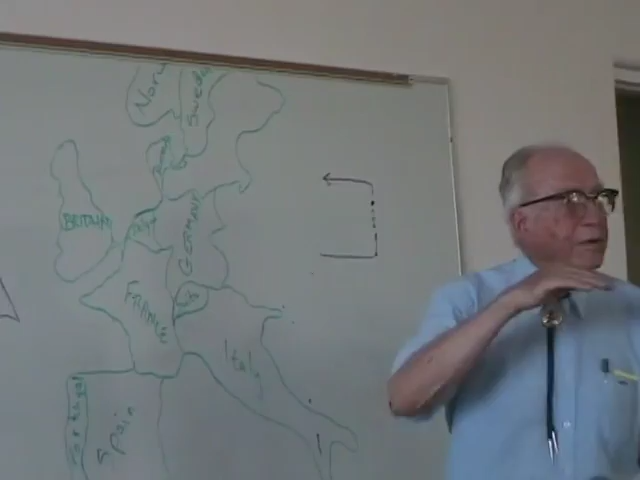 Norw
Swede
BRITAIN
GERMANY
FRANCE
Italy
Portugal
Spain